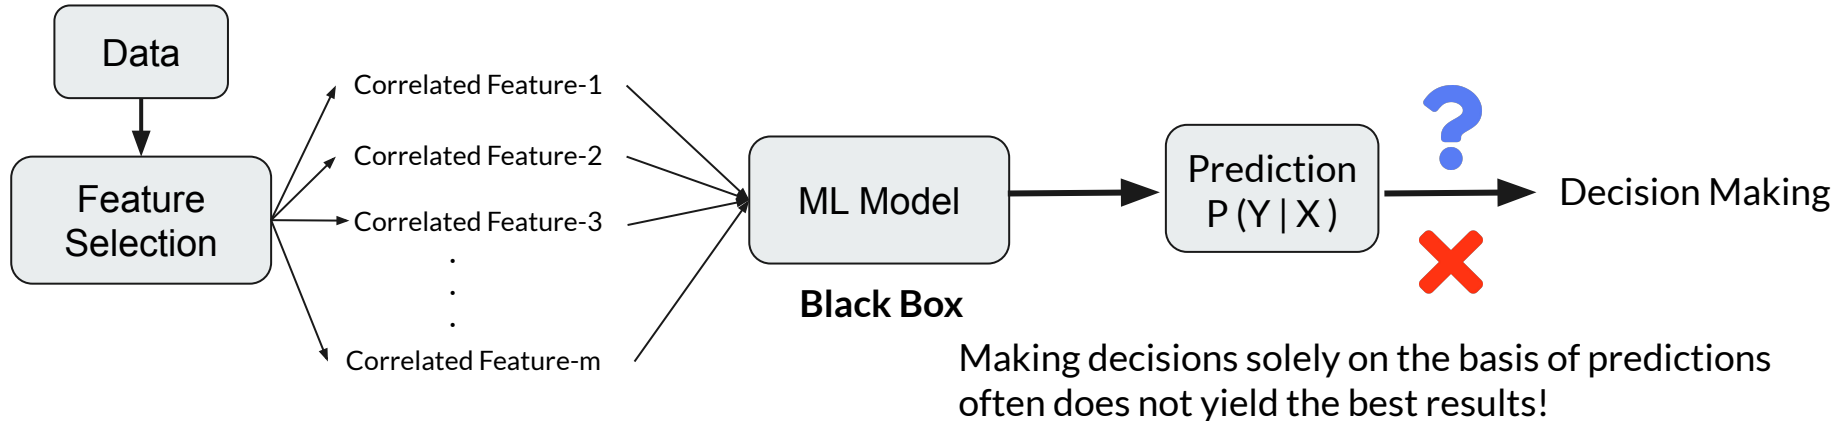 Data
Feature
Selection
Correlated Feature-1
Correlated Feature-2
Correlated Feature-3
.
.
.
Correlated Feature-m
ML Model
Black Box
Prediction
P (Y | X )
?
Decision Making
Making decisions solely on the basis of predictions
often does not yield the best results!